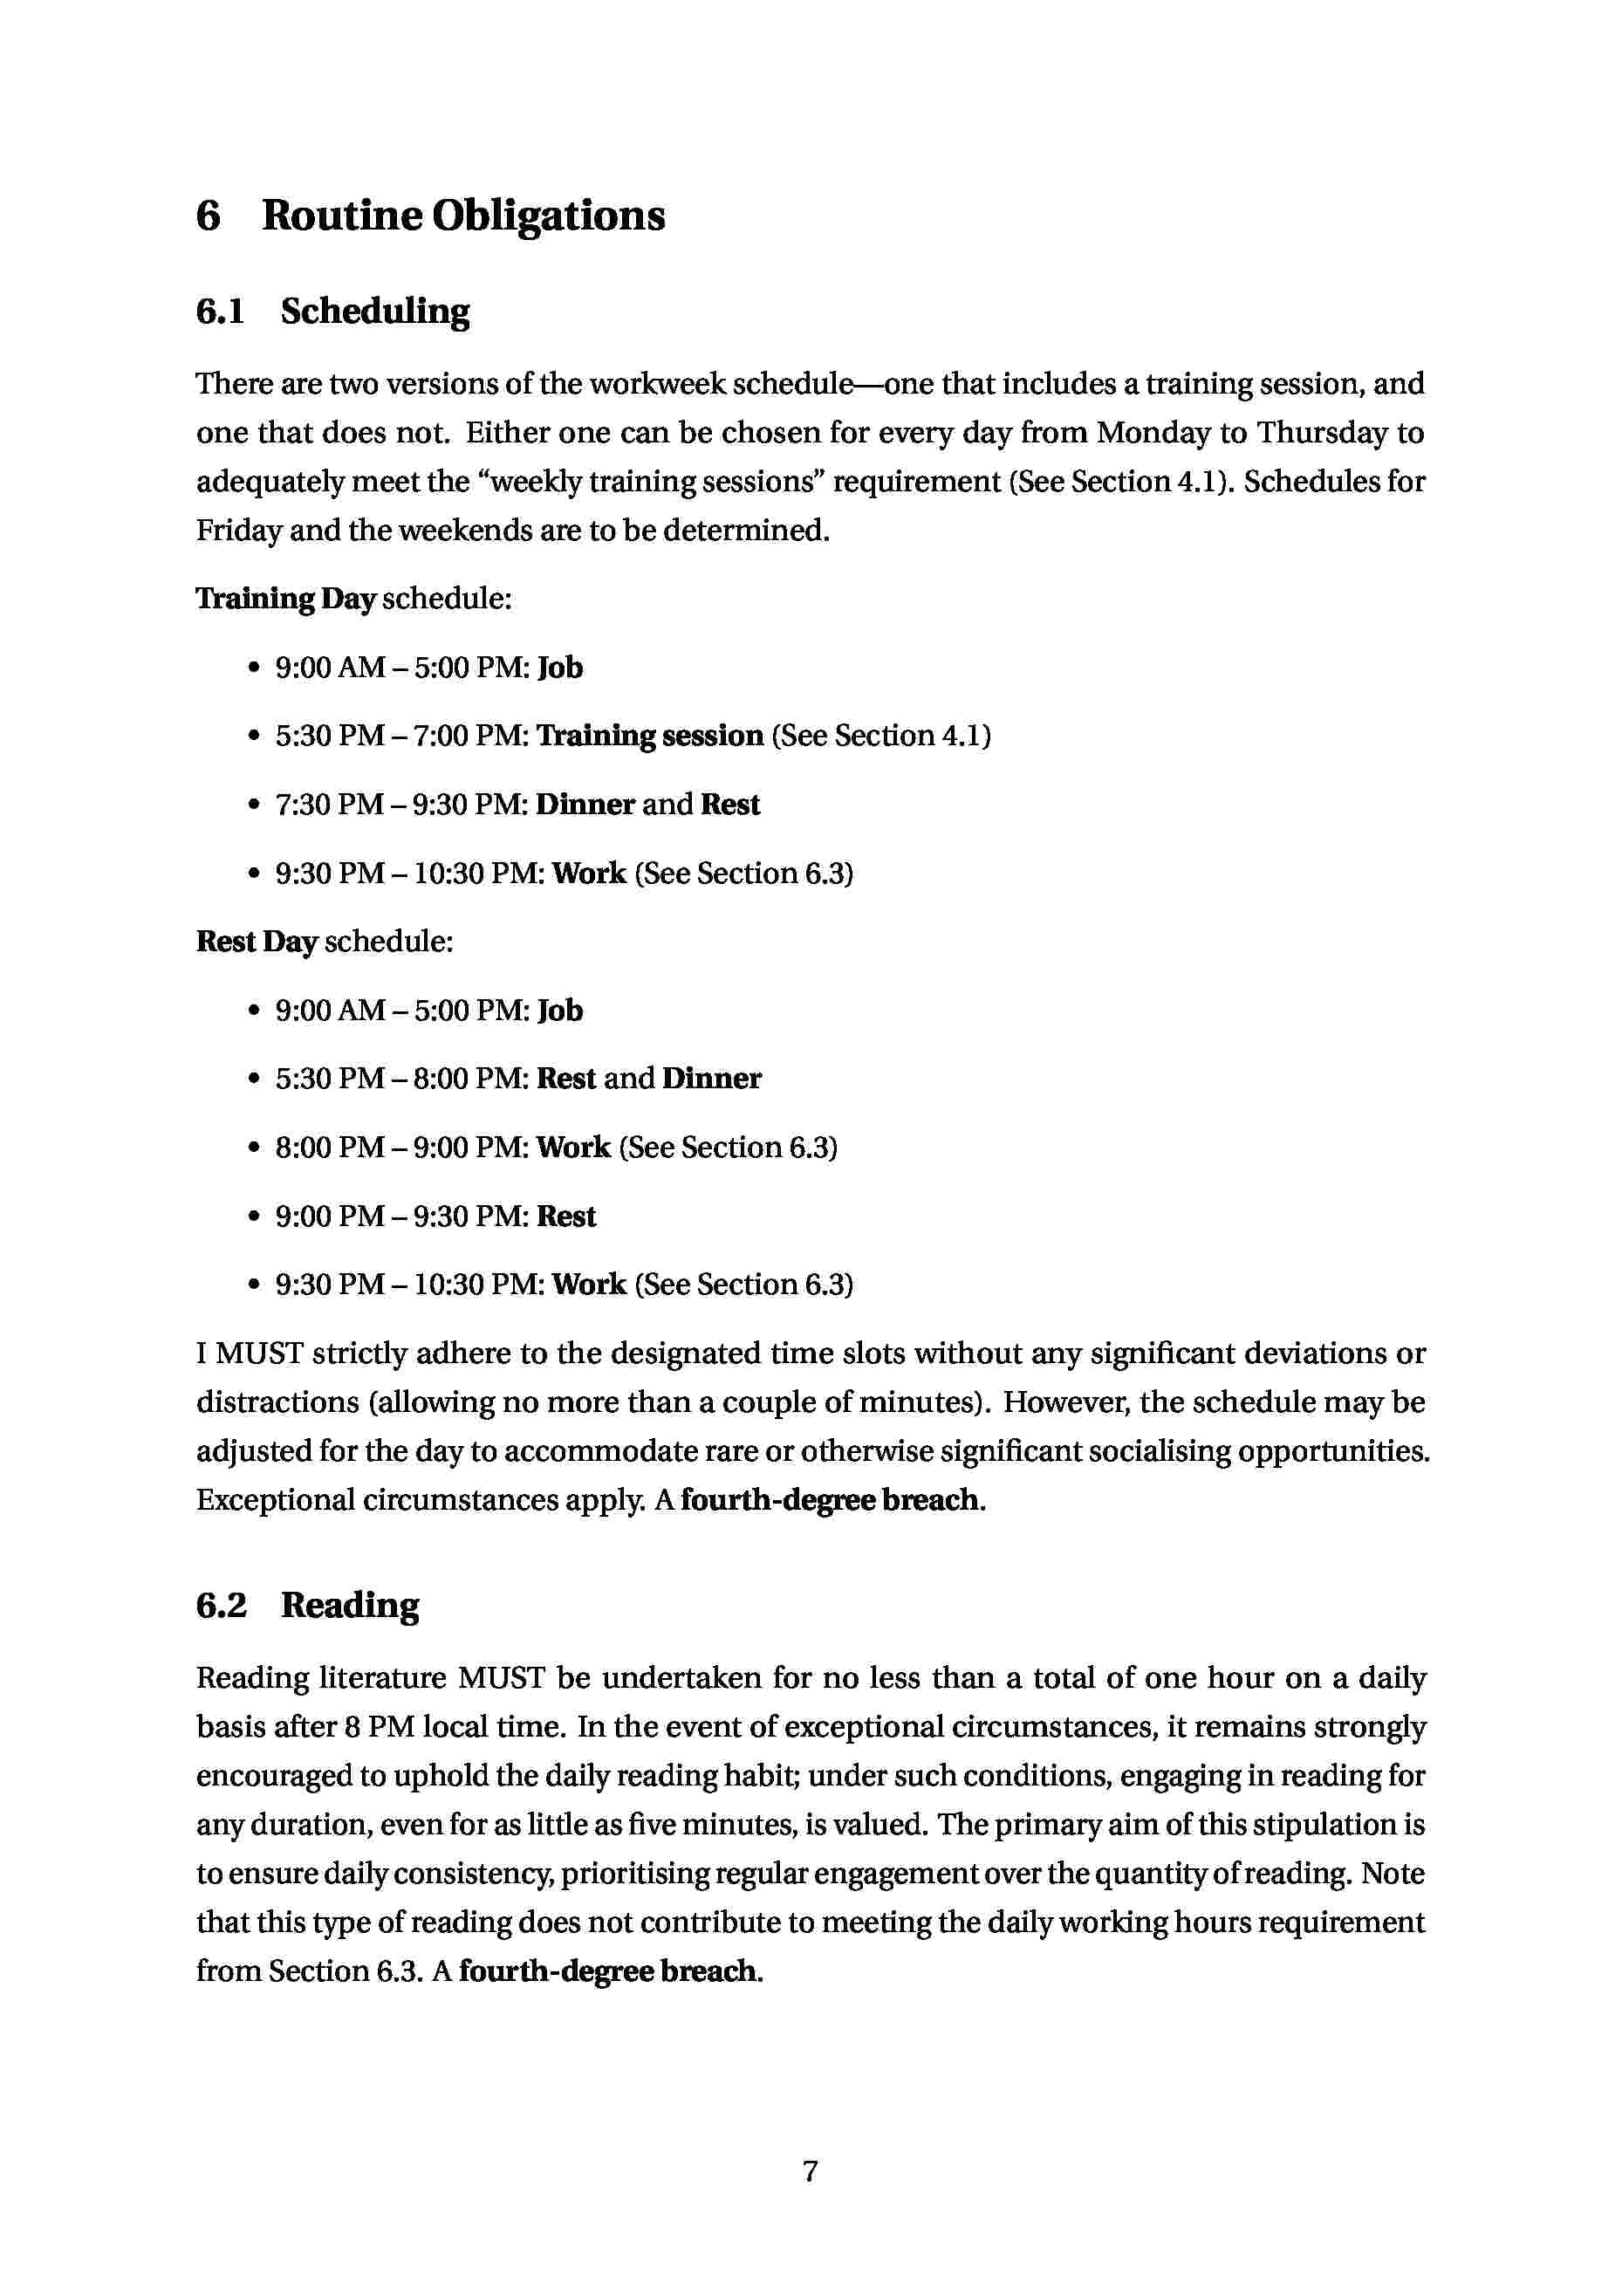 6 Routine Obligations
6.1 Scheduling
There are two versions of the workweek schedule—one that includes a training session, and
one that does not. Either one can be chosen for every day from Monday to Thursday to
adequately meet the “weekly training sessions” requirement (See Section 4.1). Schedules for
Friday and the weekends are to be determined.
Training Day schedule:
• 9:00 AM – 5:00 PM: Job
• 5:30 PM – 7:00 PM: Training session (See Section 4.1)
• 7:30 PM – 9:30 PM: Dinner and Rest
• 9:30 PM – 10:30 PM: Work (See Section 6.3)
Rest Day schedule:
• 9:00 AM – 5:00 PM: Job
• 5:30 PM – 8:00 PM: Rest and Dinner
• 8:00 PM – 9:00 PM: Work (See Section 6.3)
• 9:00 PM – 9:30 PM: Rest
• 9:30 PM – 10:30 PM: Work (See Section 6.3)
I MUST strictly adhere to the designated time slots without any significant deviations or
distractions (allowing no more than a couple of minutes). However, the schedule may be
adjusted for the day to accommodate rare or otherwise significant socialising opportunities.
Exceptional circumstances apply. A fourth-degree breach.
6.2 Reading
Reading literature MUST be undertaken for no less than a total of one hour on a daily
basis after 8 PM local time. In the event of exceptional circumstances, it remains strongly
encouraged to uphold the daily reading habit; under such conditions, engaging in reading for
any duration, even for as little as five minutes, is valued. The primary aim of this stipulation is
to ensure daily consistency, prioritising regular engagement over the quantity of reading. Note
that this type of reading does not contribute to meeting the daily working hours requirement
from Section 6.3. A fourth-degree breach.
7